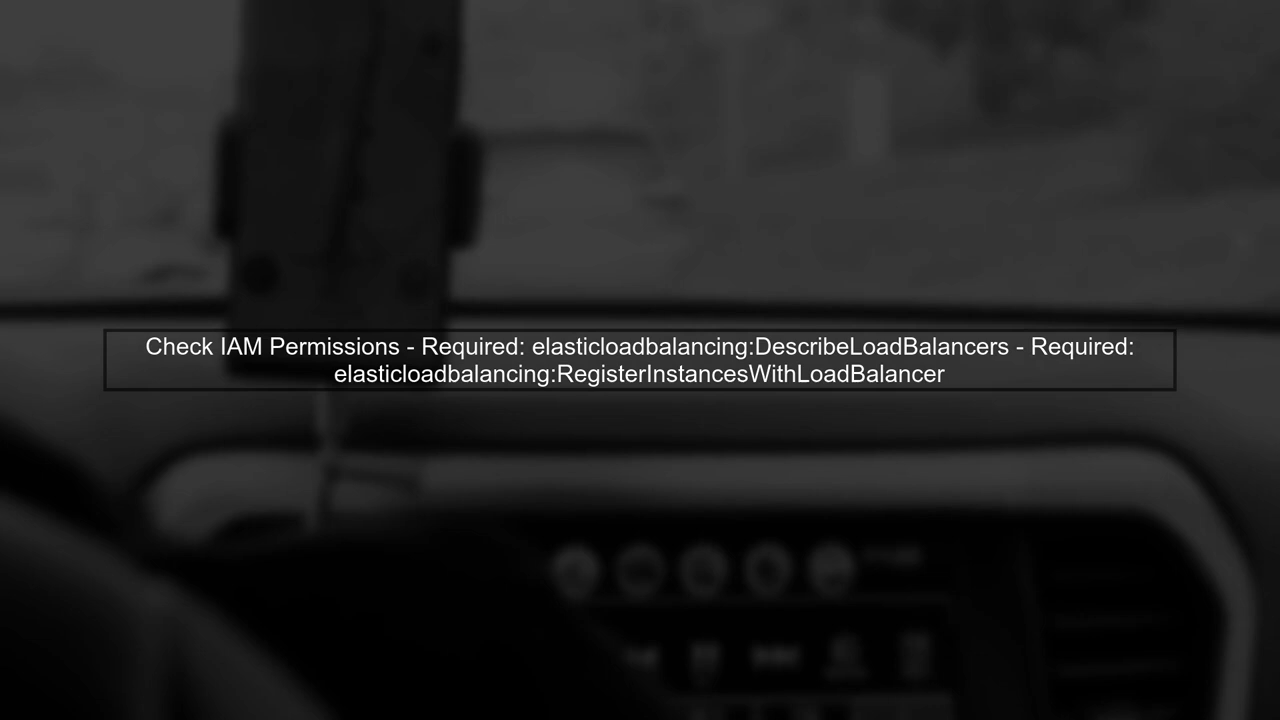 Check IAM Permissions - Required: elasticloadbalancing:DescribeLoadBalancers - Required:
elasticloadbalancing:RegisterInstancesWithLoadBalancer